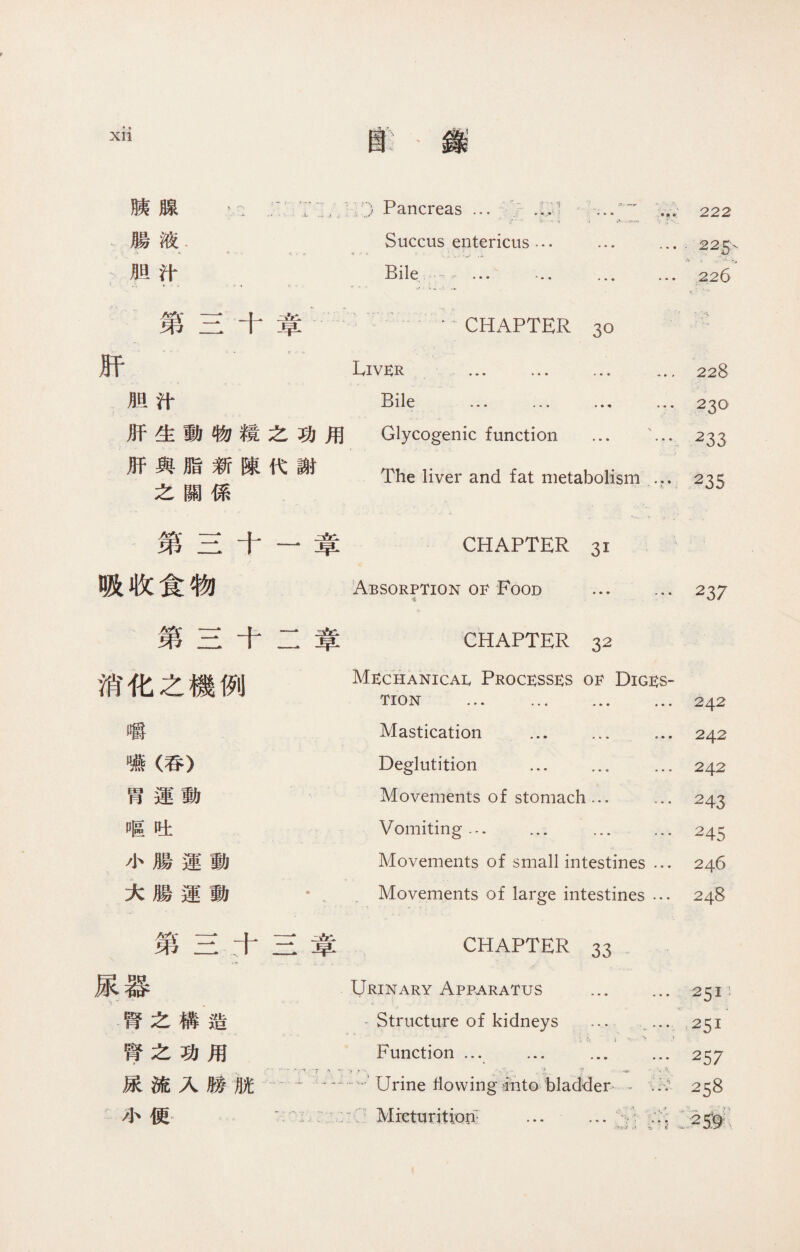 xii
目錄
胰腺 Pancreas ... ... ... ... 222
腸液 Succus entericus ... ... ... 225
胆汁 Bile ... ... ... ... 226
第三十章 CHAPTER 30
肝 LIVER ... ... ... ... 228
胆汁 Bile ... ... ... ... 230
肝生動物糖之功用 Glycogenic function ... ... 233
肝與脂新陳代謝之關係 The liver and fat metabolism ... 235
第三十一章 CHAPTER 31
吸收食物 ABSORPTION OF FOOD ... ... 237
第三十二章 CHAPTER 32
消化之機例 MECHANICAL PROCESSES OF DIGES-
TION ... ... ... ... 242
嚼 Mastication ... ... ... 242
嚥(吞) Deglutition ... ... ... 242
胃運動 Movements of stomach ... ... 243
嘔吐 Vomiting ... ... ... ... 245
小腸運動 Movements of small intestines ... 246
大腸運動 Movements of large intestines ... 248
第三十三章 CHAPTER 33
尿器 URINARY APPARATUS ... ... 251
腎之構造 Structure of kidneys ... ... 251
腎之功用 Function ... ... ... ... 257
尿流入膀胱 Urine flowing into bladder ... 258
小便 Micturition ... ... ... ... 259